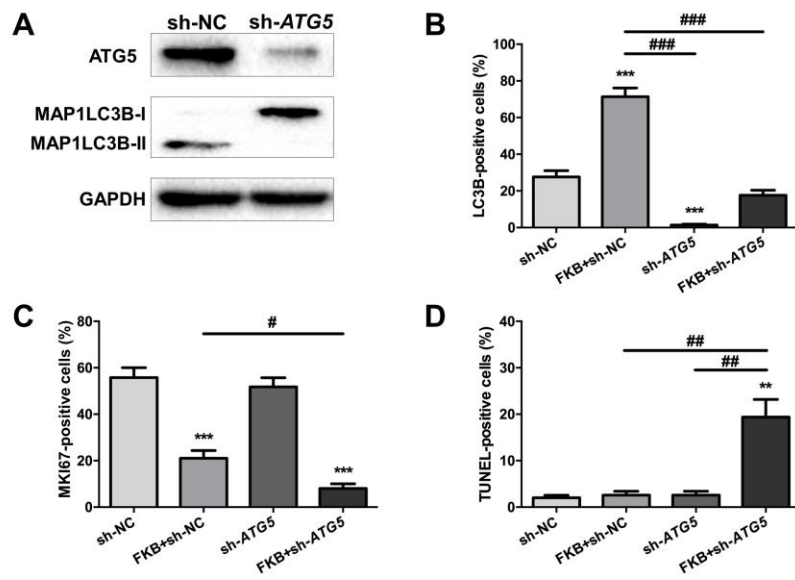 A
sh-NC sh-ATG5
ATG5
MAP1LC3B-I
MAP1LC3B-II
GAPDH
B
LC3B-positive cells (%)
100
80
60
40
20
0
###
###
***
***
sh-NC
FKB+sh-NC
sh-ATG5
FKB+sh-ATG5
C
MKI67-positive cells (%)
80
60
40
20
0
#
***
***
sh-NC
FKB+sh-NC
sh-ATG5
FKB+sh-ATG5
D
TUNEL-positive cells (%)
40
30
20
10
0
##
##
**
sh-NC
FKB+sh-NC
sh-ATG5
FKB+sh-ATG5